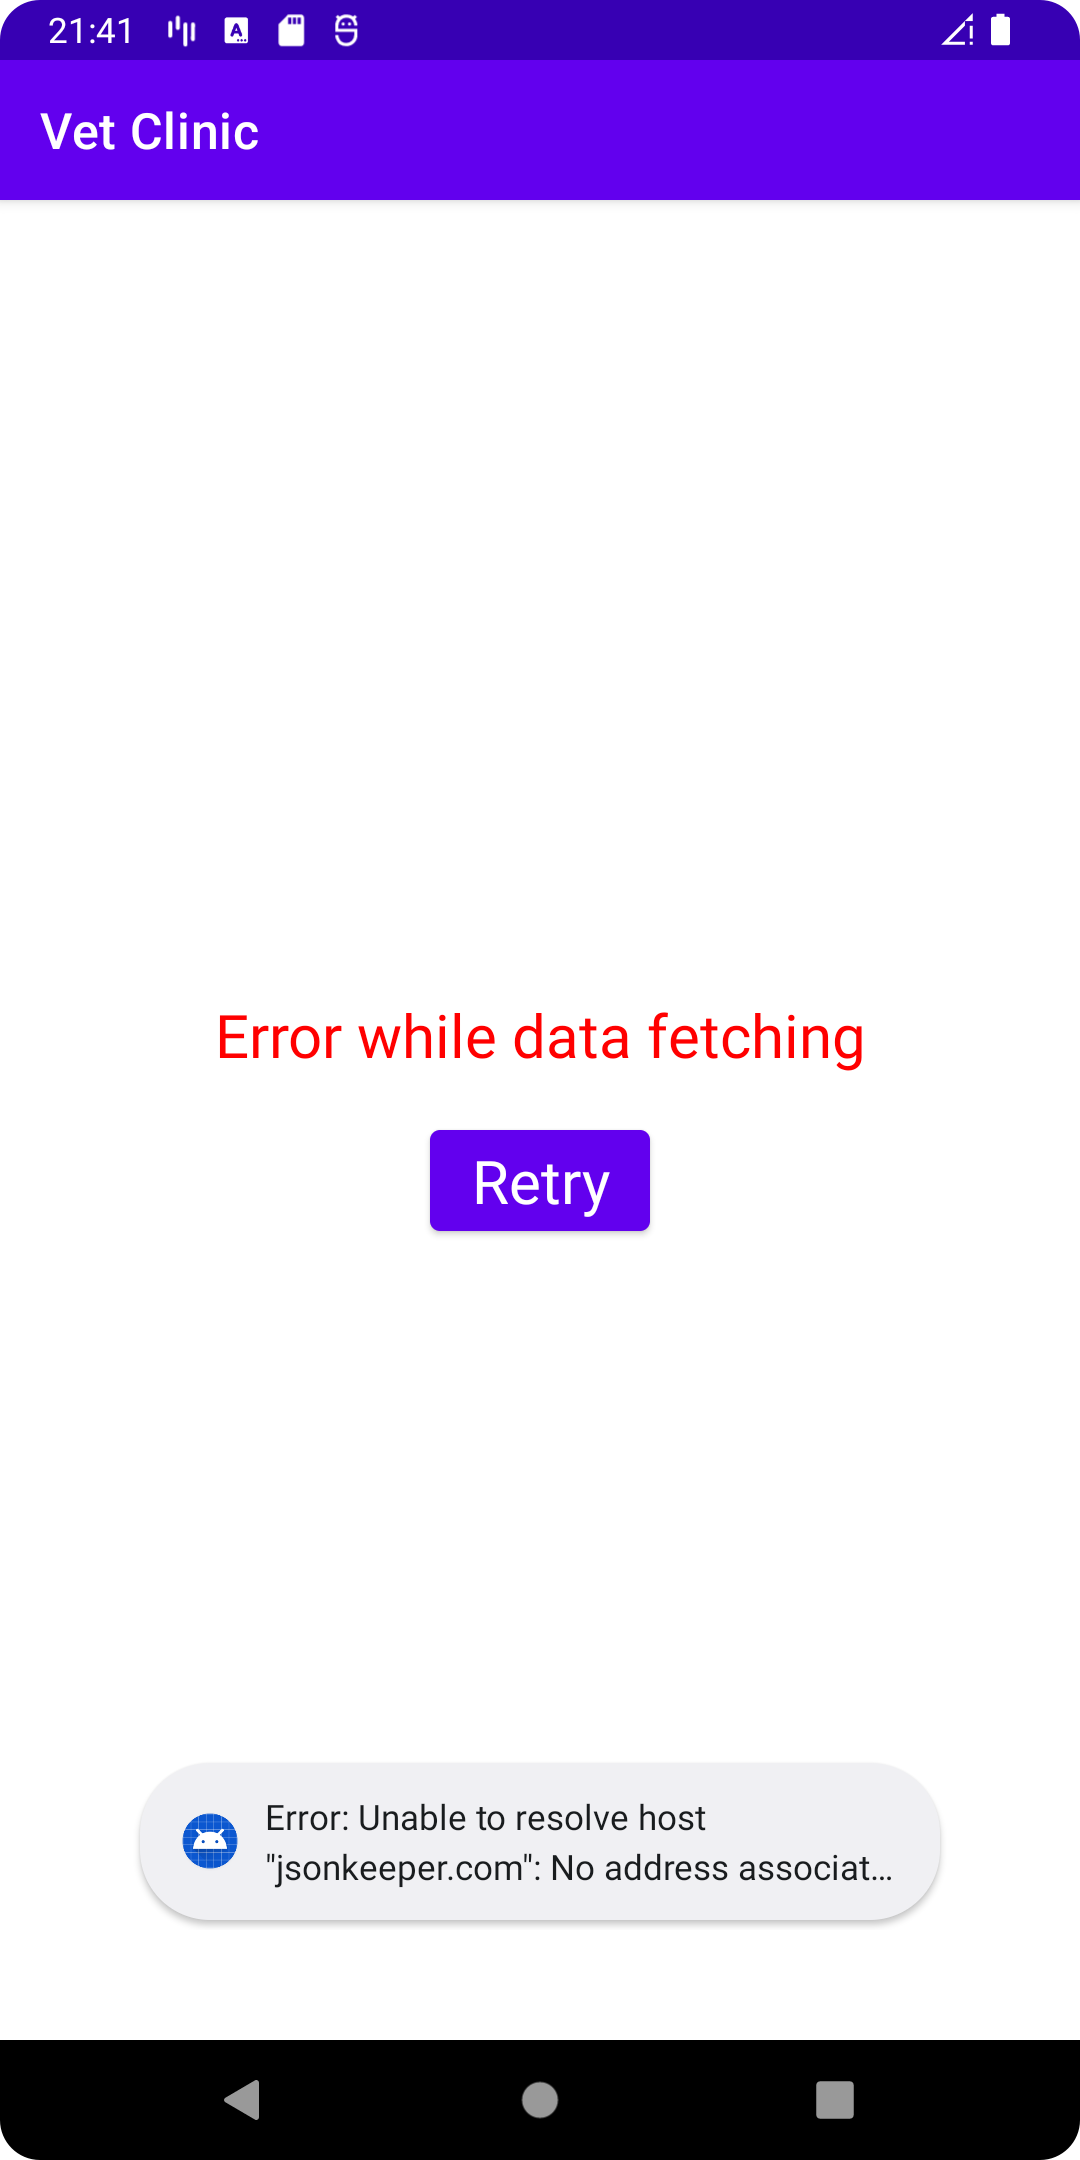 21:41
Vet Clinic
Error while data fetching
Retry
Error: Unable to resolve host
"jsonkeeper.com": No address associat…